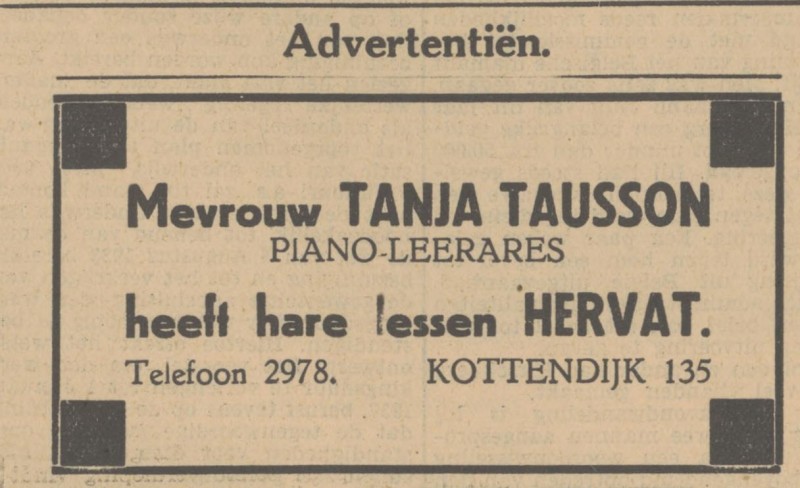 Advertentiën.
Mevrouw TANJA TAUSSON
PIANO-LEERARES
heeft hare lessen HERVAT.
Telefoon 2978. KOTTENDIJK 135